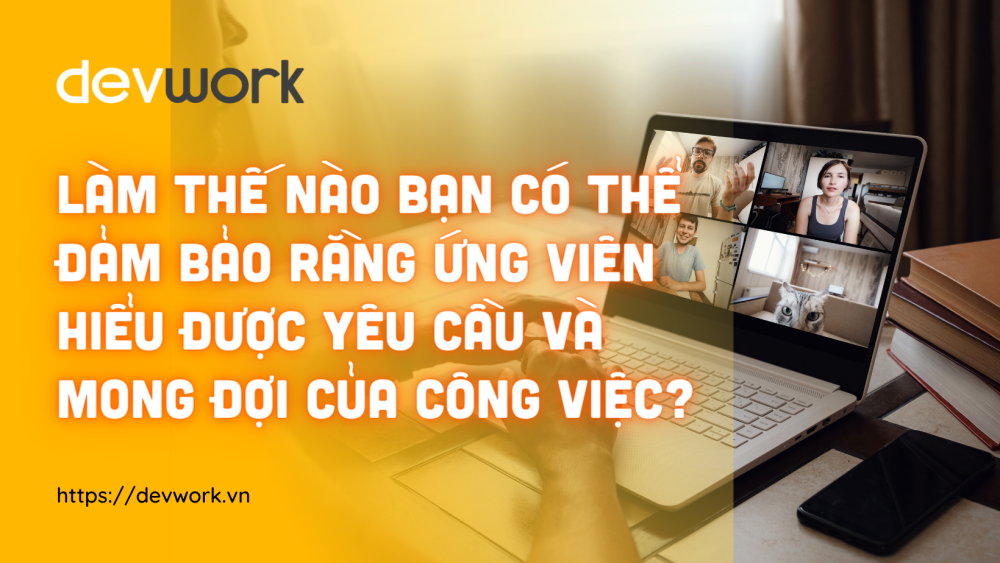 devwork
LÀM THẾ NÀO BẠN CÓ THỂ
ĐẢM BẢO RẰNG ỨNG VIÊN
HIỂU ĐƯỢC YÊU CẦU VÀ
MONG ĐỢI CỦA CÔNG VIỆC?
https://devwork.vn